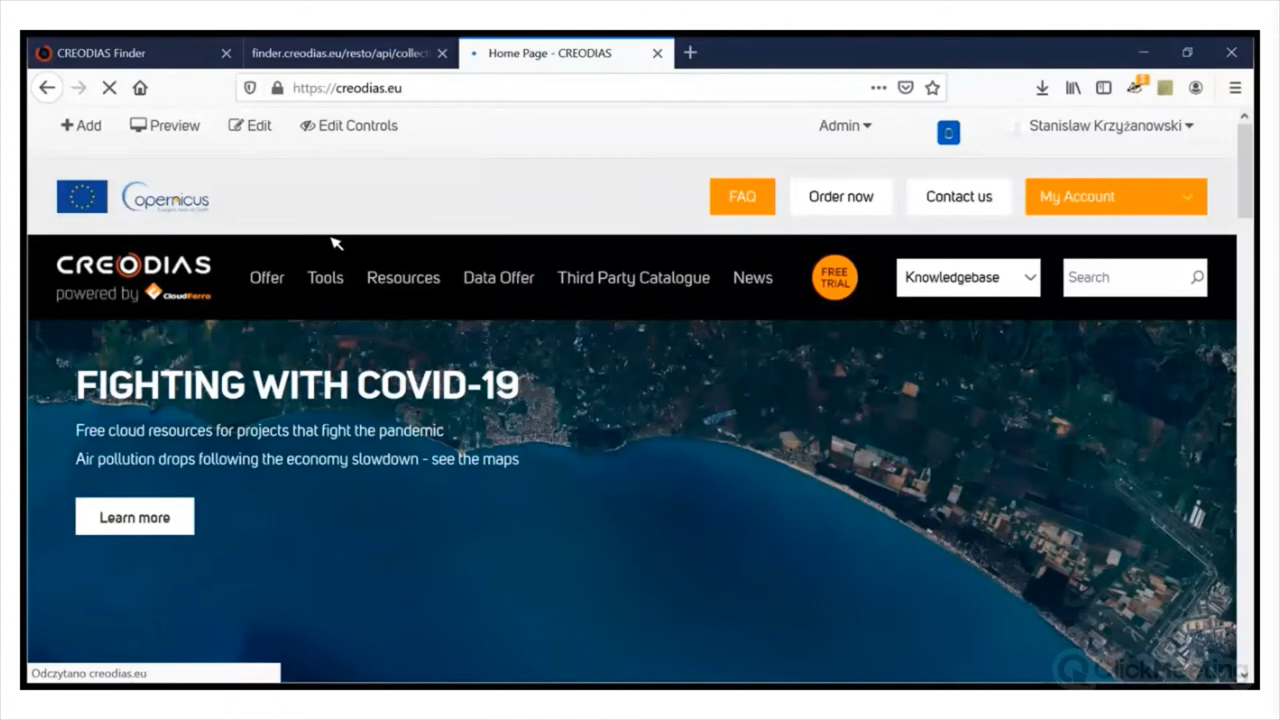 CREODIAS Finder
finder.creodias.eu/resto/api/collect
Home Page - CREODIAS
https://creodias.eu
Add Preview Edit Edit Controls Admin Stanislaw Krzyżanowski
Copernicus
FAQ Order now Contact us My Account
CREODIAS
powered by CloudFerro
Offer Tools Resources Data Offer Third Party Catalogue News
FREE
TRIAL
Knowledgebase Search
FIGHTING WITH COVID-19
Free cloud resources for projects that fight the pandemic
Air pollution drops following the economy slowdown - see the maps
Learn more
Odczytano creodias.eu
ClickMeeting